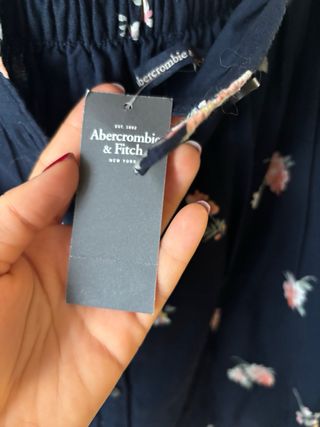 Abercrombie
EST. 1892
Abercrombie
& Fitch
NEW YORK